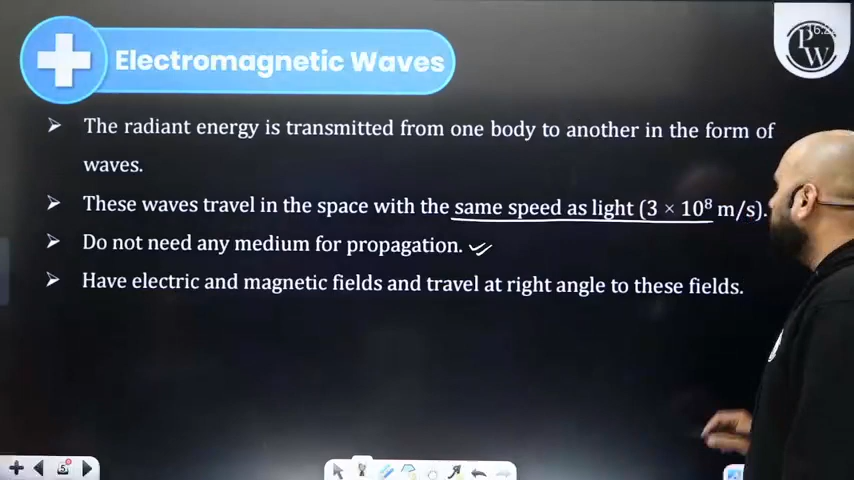 Electromagnetic Waves
The radiant energy is transmitted from one body to another in the form of
waves.
These waves travel in the space with the same speed as light (3 × 10⁸ m/s).
Do not need any medium for propagation.
Have electric and magnetic fields and travel at right angle to these fields.
P
W
5